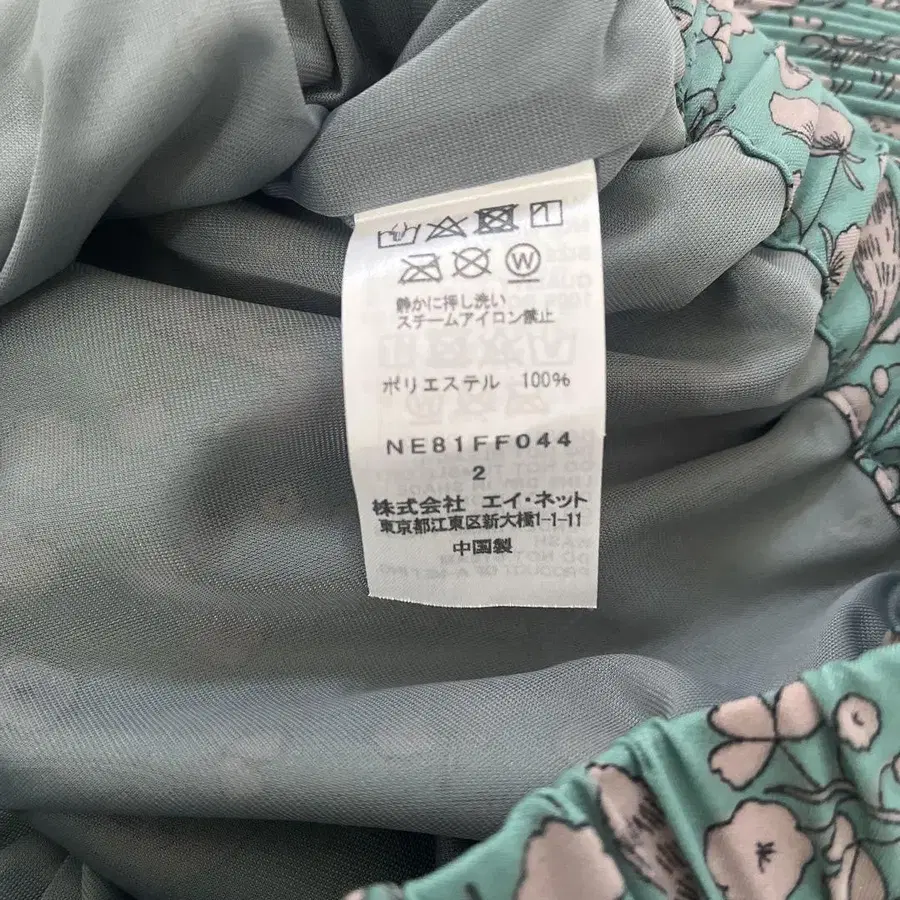 静かに押し洗い
スチームアイロン禁止
ポリエステル 100%
NE81FF044
2
株式会社 エイ・ネット
東京都江東区新大橋1-1-11
中国製